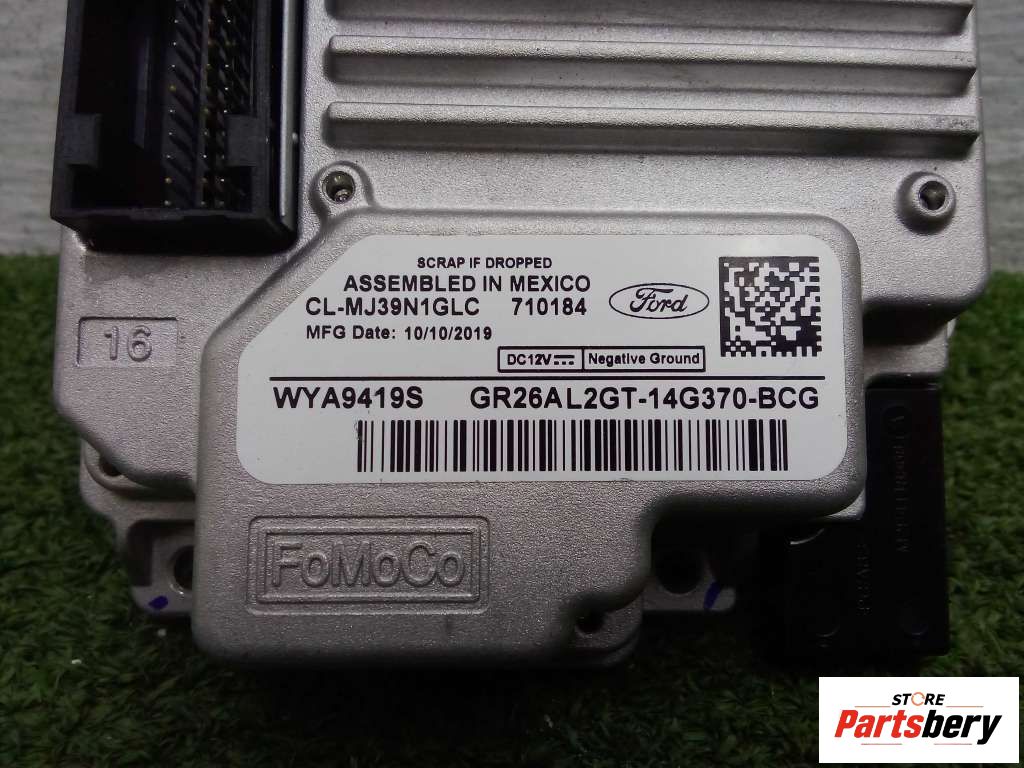 SCRAP IF DROPPED
ASSEMBLED IN MEXICO
CL-MJ39N1GLC 710184
MFG Date: 10/10/2019
Ford
DC12V Negative Ground
WYA9419S GR26AL2GT-14G370-BCG
16
FoMoCo
STORE
Partsbery